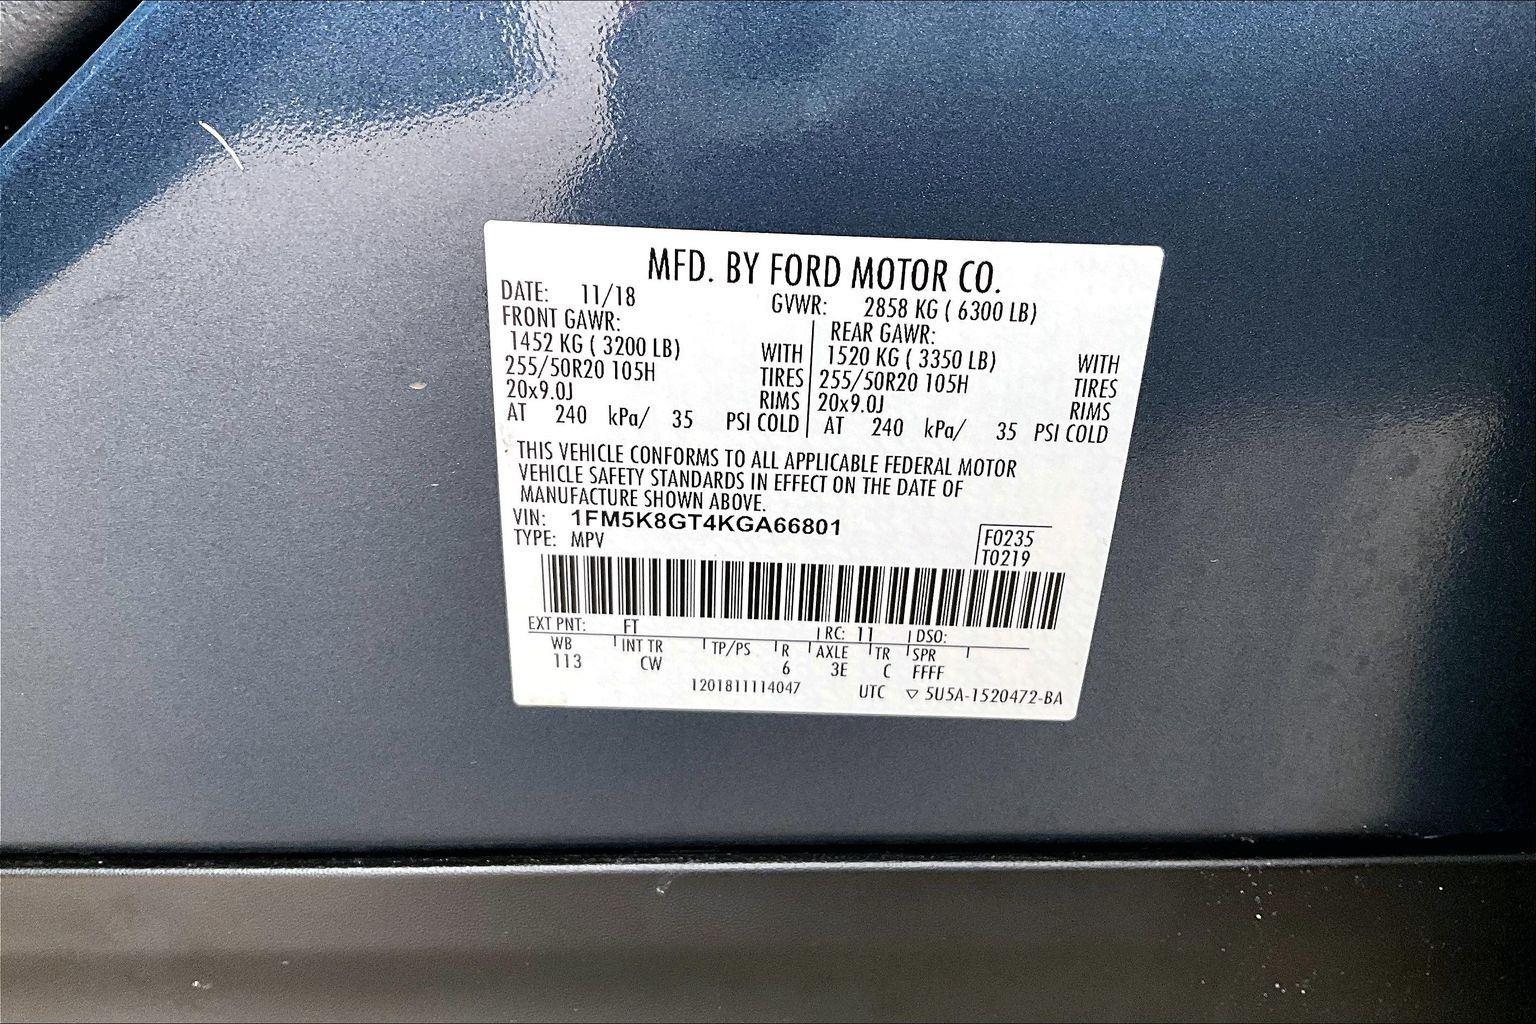 MFD. BY FORD MOTOR CO.
DATE: 11/18 GVWR: 2858 KG ( 6300 LB)
FRONT GAWR: REAR GAWR:
1452 KG ( 3200 LB) WITH 1520 KG ( 3350 LB) WITH
255/50R20 105H TIRES 255/50R20 105H TIRES
20x9.0J RIMS 20x9.0J RIMS
AT 240 kPa/ 35 PSI COLD AT 240 kPa/ 35 PSI COLD
THIS VEHICLE CONFORMS TO ALL APPLICABLE FEDERAL MOTOR
VEHICLE SAFETY STANDARDS IN EFFECT ON THE DATE OF
MANUFACTURE SHOWN ABOVE.
VIN: 1FM5K8GT4KGA66801 F0235
TYPE: MPV T0219
EXT PNT: FT RC: 11 DSO:
WB INT TR TP/PS R AXLE TR SPR
113 CW 6 3E C FFFF
1201811114047 UTC ▽ 5U5A-1520472-BA